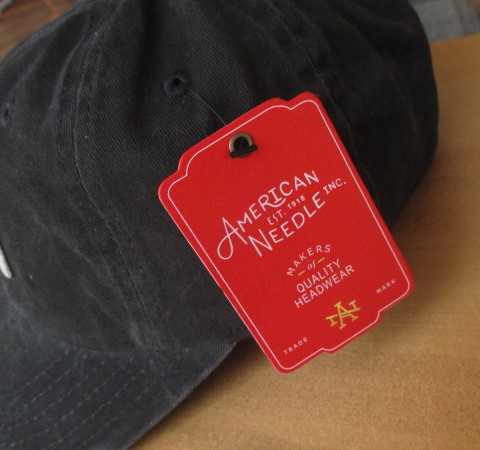 AMERICAN
EST. 1918
NEEDLE INC.
MAKERS
of
QUALITY
HEADWEAR
AN
TRADE MARK